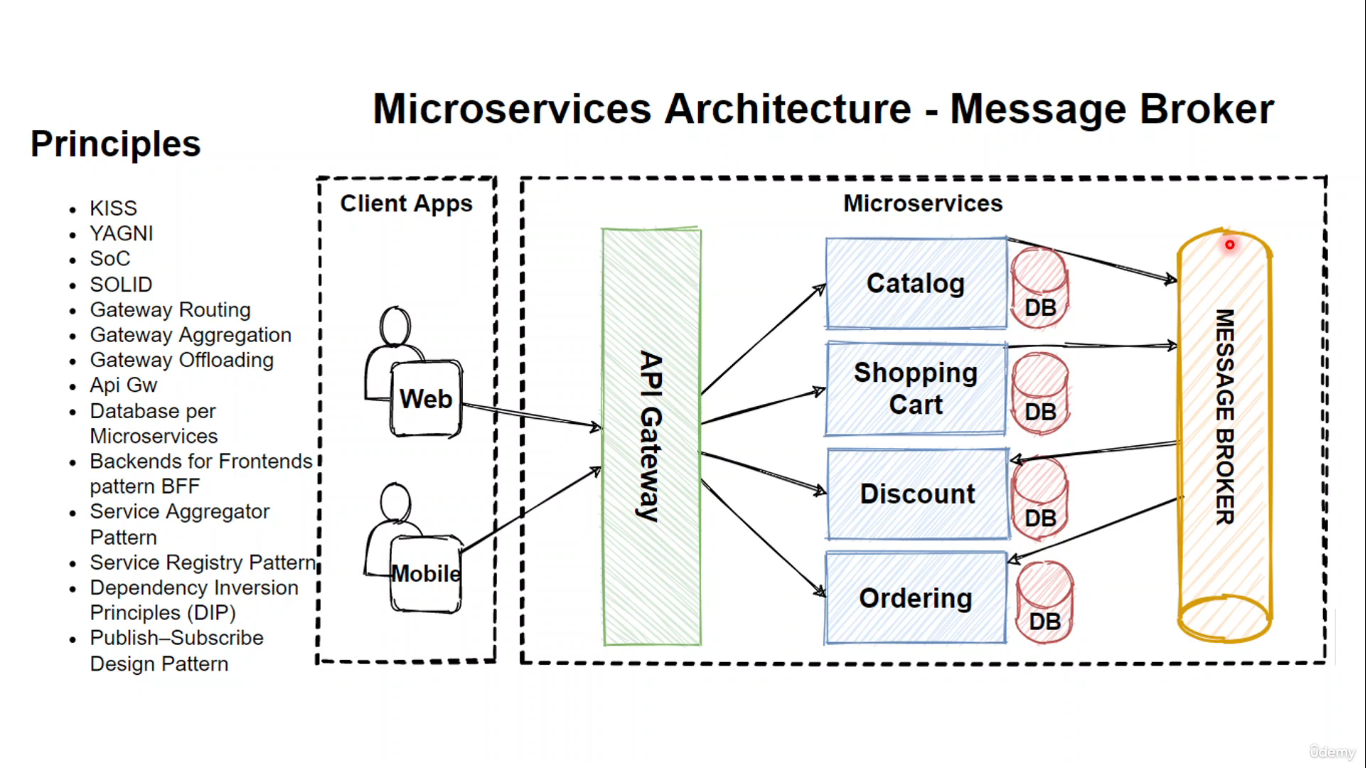 Microservices Architecture - Message Broker
Principles
KISS
YAGNI
SoC
SOLID
Gateway Routing
Gateway Aggregation
Gateway Offloading
Api Gw
Database per
Microservices
Backends for Frontends
pattern BFF
Service Aggregator
Pattern
Service Registry Pattern
Dependency Inversion
Principles (DIP)
Publish–Subscribe
Design Pattern
Client Apps
Web
Mobile
Microservices
API Gateway
Catalog
DB
Shopping
Cart
DB
Discount
DB
Ordering
DB
MESSAGE BROKER
ûdemy